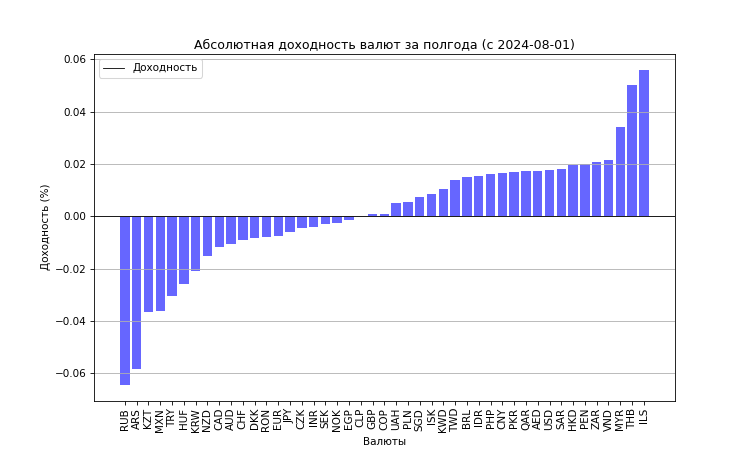 Абсолютная доходность валют за полгода (с 2024-08-01)
Доходность
0.06
0.04
0.02
0.00
−0.02
−0.04
−0.06
Доходность (%)
RUB ARS KZT MXN TRY HUF KRW NZD CAD AUD CHF DKK RON EUR JPY CZK INR SEK NOK EGP CLP GBP COP UAH PLN SGD ISK KWD TWD BRL IDR PHP CNY PKR QAR AED USD SAR HKD PEN ZAR VND MYR THB ILS
Валюты